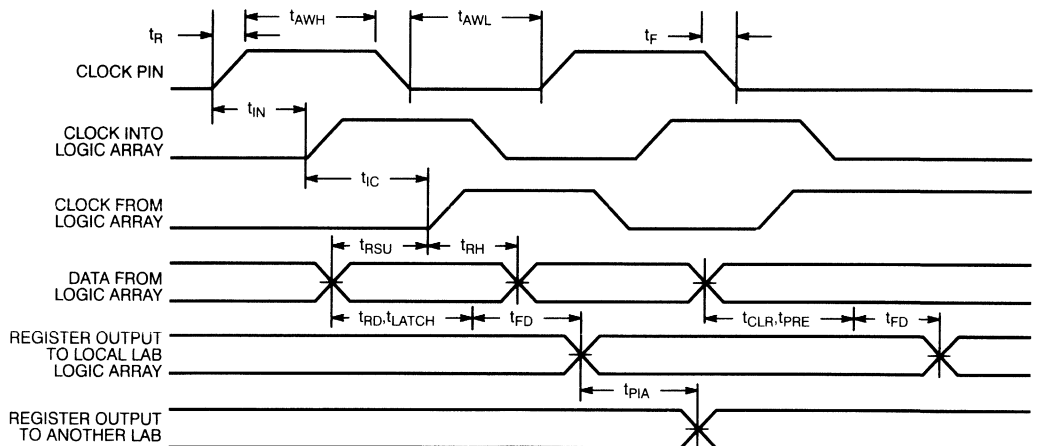 tAWH
tAWL
tR
tF
CLOCK PIN
tIN
CLOCK INTO
LOGIC ARRAY
tIC
CLOCK FROM
LOGIC ARRAY
tRSU
tRH
DATA FROM
LOGIC ARRAY
tRD,tLATCH
tFD
tCLR,tPRE
tFD
REGISTER OUTPUT
TO LOCAL LAB
LOGIC ARRAY
tPIA
REGISTER OUTPUT
TO ANOTHER LAB